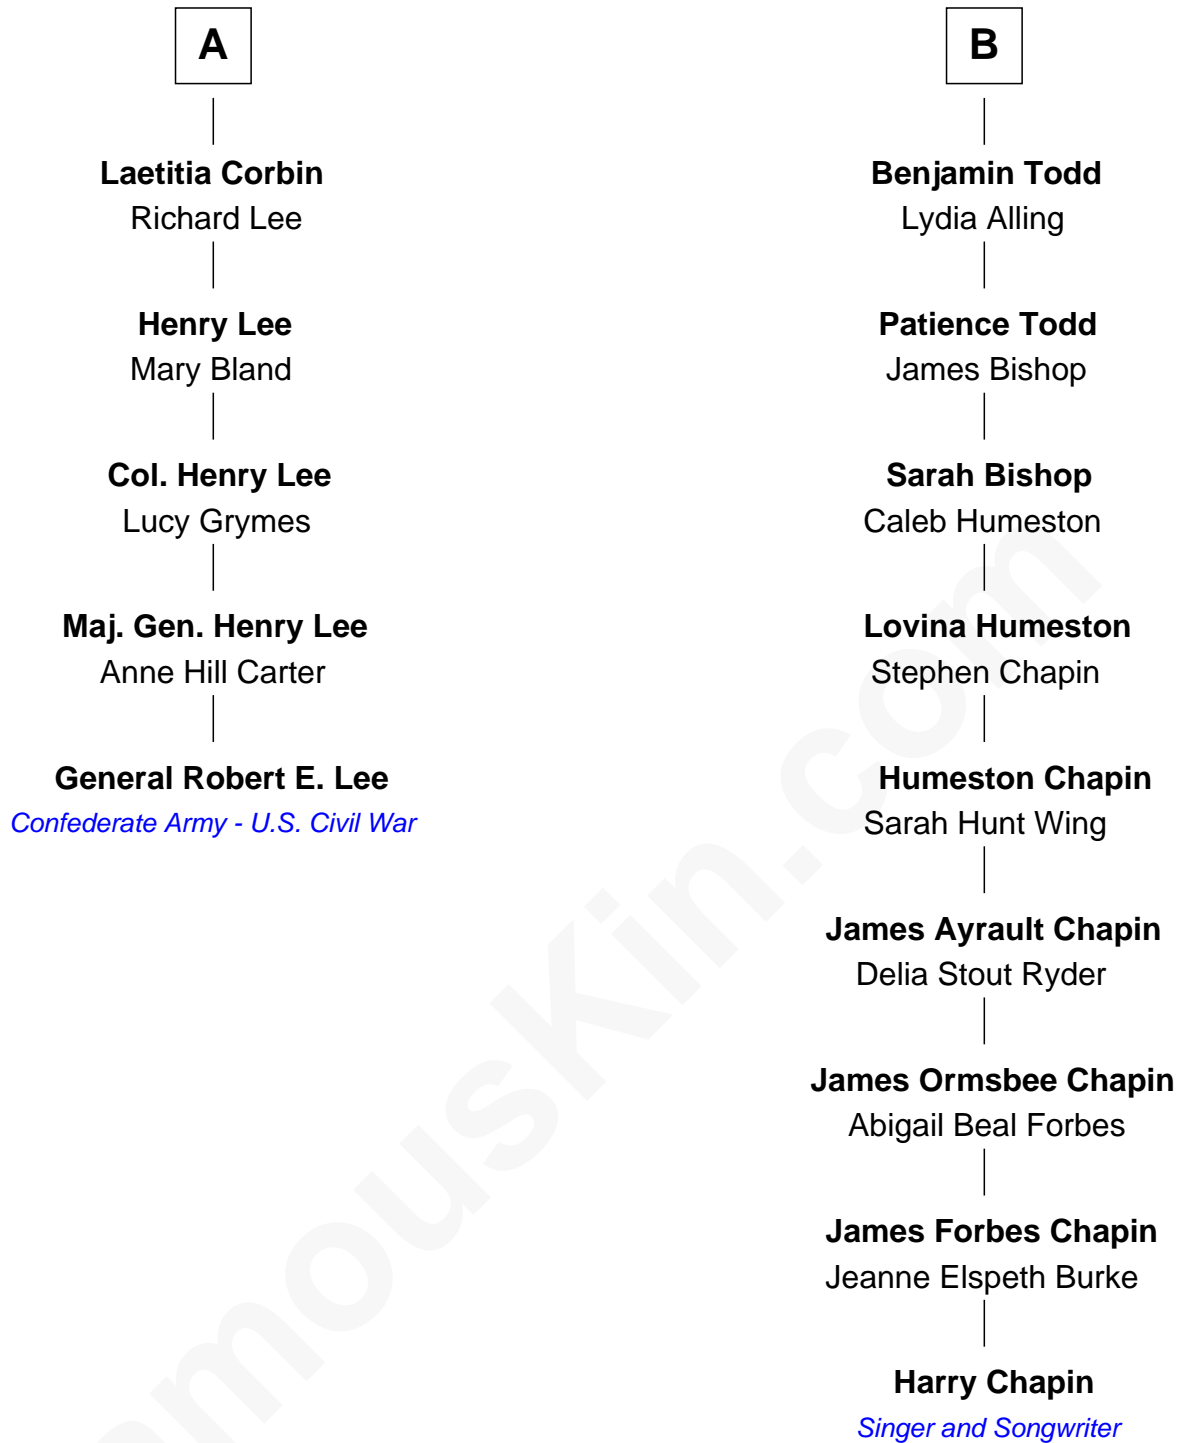 A
Laetitia Corbin
Richard Lee
Henry Lee
Mary Bland
Col. Henry Lee
Lucy Grymes
Maj. Gen. Henry Lee
Anne Hill Carter
General Robert E. Lee
Confederate Army - U.S. Civil War
B
Benjamin Todd
Lydia Alling
Patience Todd
James Bishop
Sarah Bishop
Caleb Humeston
Lovina Humeston
Stephen Chapin
Humeston Chapin
Sarah Hunt Wing
James Ayrault Chapin
Delia Stout Ryder
James Ormsbee Chapin
Abigail Beal Forbes
James Forbes Chapin
Jeanne Elspeth Burke
Harry Chapin
Singer and Songwriter
amouskin.com